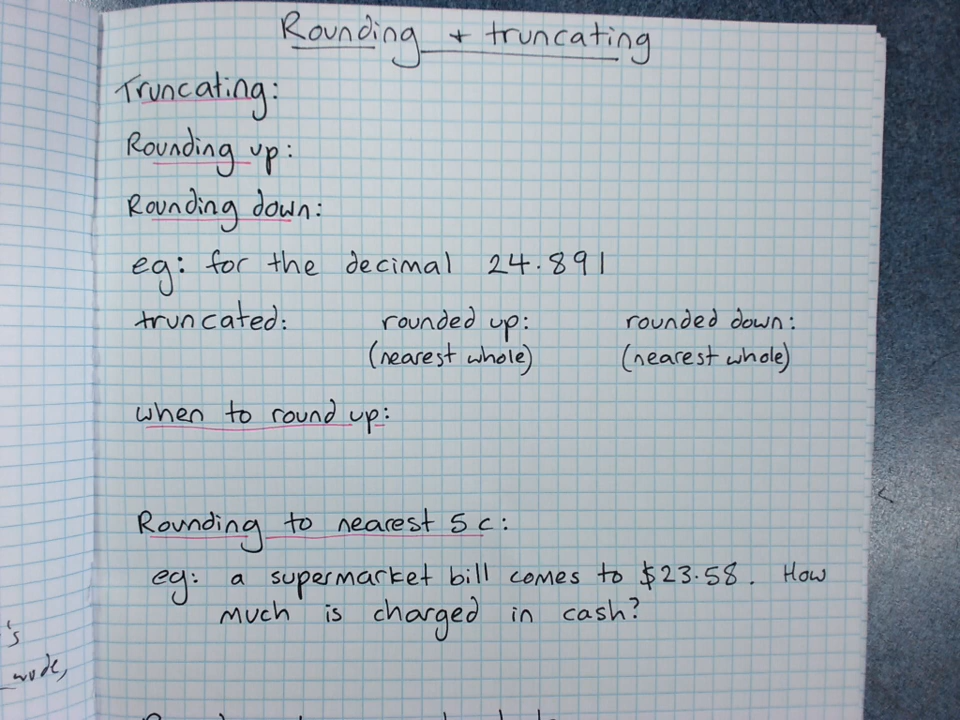 Rounding + truncating
Truncating:
Rounding up:
Rounding down:
eg: for the decimal 24.891
truncated: rounded up: rounded down:
(nearest whole) (nearest whole)
when to round up:
Rounding to nearest 5c:
eg: a supermarket bill comes to $23.58. How
much is charged in cash?
's